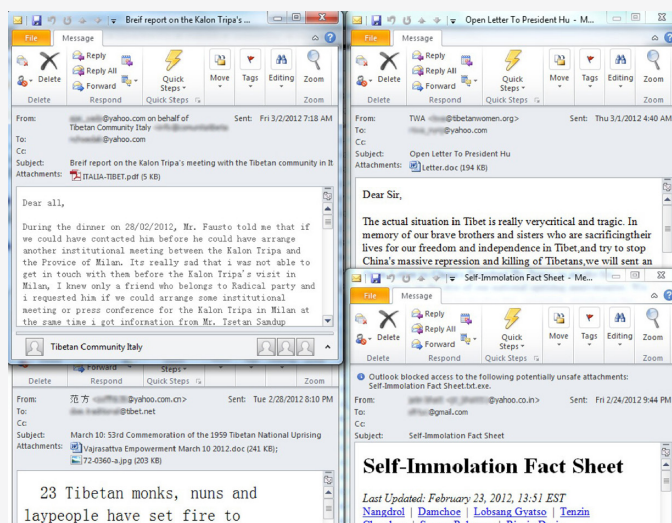 Breif report on the Kalon Tripa's ...
File
Message
Delete
Reply
Reply All
Forward
Quick
Steps
Move
Tags
Editing
Zoom
Delete
Respond
Quick Steps
Zoom
From:
@yahoo.com on behalf of
Tibetan Community Italy
Sent: Fri 3/2/2012 7:18 AM
To:
@yahoo.com
Cc:
Subject: Breif report on the Kalon Tripa's meeting with the Tibetan community in It
Attachments: ITALIA-TIBET.pdf (5 KB)
Dear all,
During the dinner on 28/02/2012, Mr. Fausto told me that if
we could have contacted him before he could have arrange
another institutional meeting between the Kalon Tripa and
the Provice of Milan. Its really sad that i was not able to
get in touch with them before the Kalon Tripa's visit in
Milan, I knew only a friend who belongs to Radical party and
i requested him if we could arrange some institutional
meeting or press conference for the Kalon Tripa in Milan at
the same time i got information from Mr. Tsetan Samdup
Tibetan Community Italy
Open Letter To President Hu - M...
File
Message
Delete
Reply
Reply All
Forward
Quick
Steps
Move
Tags
Editing
Zoom
Delete
Respond
Quick Steps
Zoom
From: TWA @tibetanwomen.org>
Sent: Thu 3/1/2012 4:40 AM
To: @yahoo.com
Cc:
Subject: Open Letter To President Hu
Attachments: Letter.doc (194 KB)
Dear Sir,
The actual situation in Tibet is really verycritical and tragic. In
memory of our brave brothers and sisters who are sacrificingtheir
lives for our freedom and independence in Tibet,and try to stop
China's massive repression and killing of Tibetans,we will sent an
Forward
Steps
Delete
Respond
Quick Steps
Zoom
From: 范 方 @yahoo.com.cn>
Sent: Tue 2/28/2012 8:10 PM
To: @tibet.net
Cc:
Subject: March 10: 53rd Commemoration of the 1959 Tibetan National Uprising
Attachments: Vajrasattva Empowerment March 10 2012.doc (241 KB);
72-0360-a.jpg (203 KB)
23 Tibetan monks, nuns and
laypeople have set fire to
Self-Immolation Fact Sheet - Me...
File
Message
Delete
Reply
Reply All
Forward
Quick
Steps
Move
Tags
Editing
Zoom
Delete
Respond
Quick Steps
Zoom
Outlook blocked access to the following potentially unsafe attachments:
Self-Immolation Fact Sheet.txt.exe.
From: @yahoo.co.in>
Sent: Fri 2/24/2012 9:44 PM
To: @gmail.com
Cc:
Subject: Self-Immolation Fact Sheet
Self-Immolation Fact Sheet
Last Updated: February 23, 2012, 13:51 EST
Nangdrol | Damchoe | Lobsang Gyatso | Tenzin